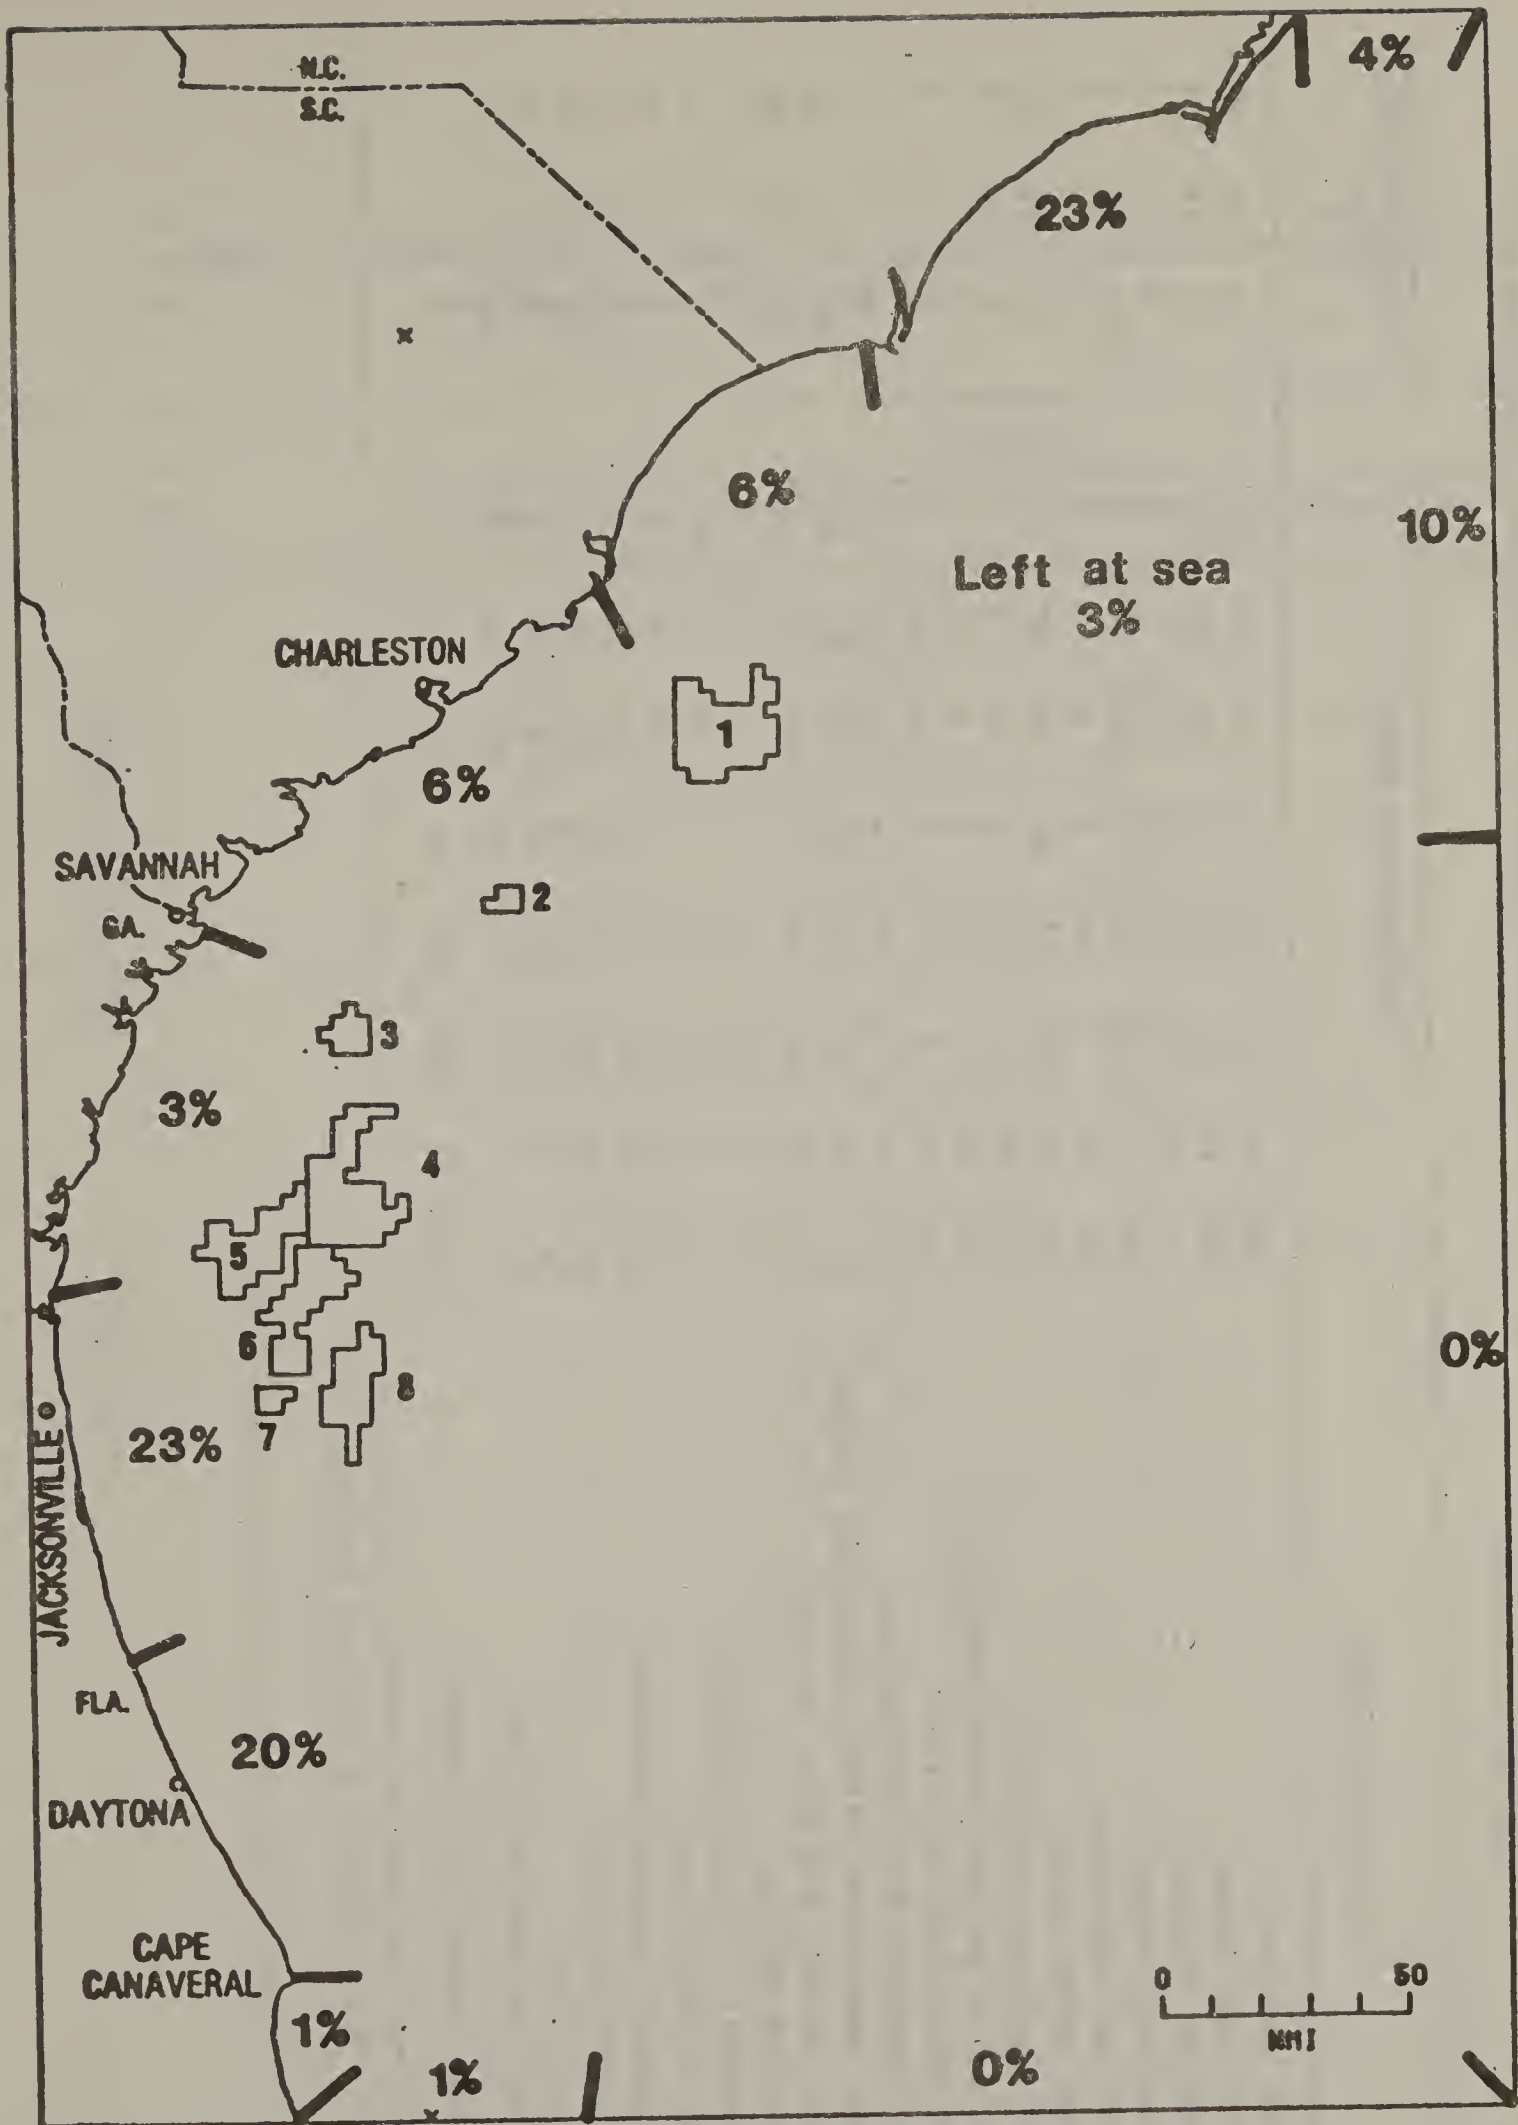 4%
N.C.
S.C.
23%
6%
10%
Left at sea
3%
CHARLESTON
1
6%
SAVANNAH
2
GA.
3
3%
4
5
0%
6
8
7
23%
JACKSONVILLE
FLA.
20%
DAYTONA
CAPE
CANAVERAL
0 50
NMI
1%
1%
0%